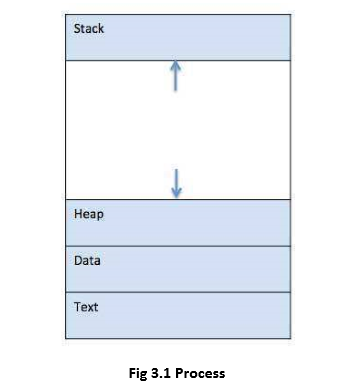 Stack
Heap
Data
Text
Fig 3.1 Process